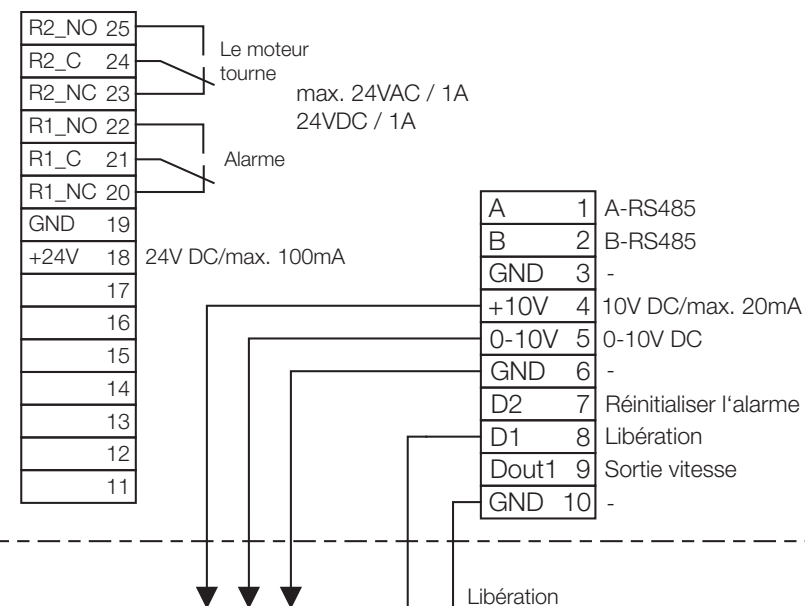 R2_NO 25
R2_C 24
R2_NC 23
R1_NO 22
R1_C 21
R1_NC 20
GND 19
+24V 18 24V DC/max. 100mA
17
16
15
14
13
12
11
Le moteur
tourne
max. 24VAC / 1A
24VDC / 1A
Alarme
A 1 A-RS485
B 2 B-RS485
GND 3 -
+10V 4 10V DC/max. 20mA
0-10V 5 0-10V DC
GND 6 -
D2 7 Réinitialiser l‘alarme
D1 8 Libération
Dout1 9 Sortie vitesse
GND 10 -
Libération